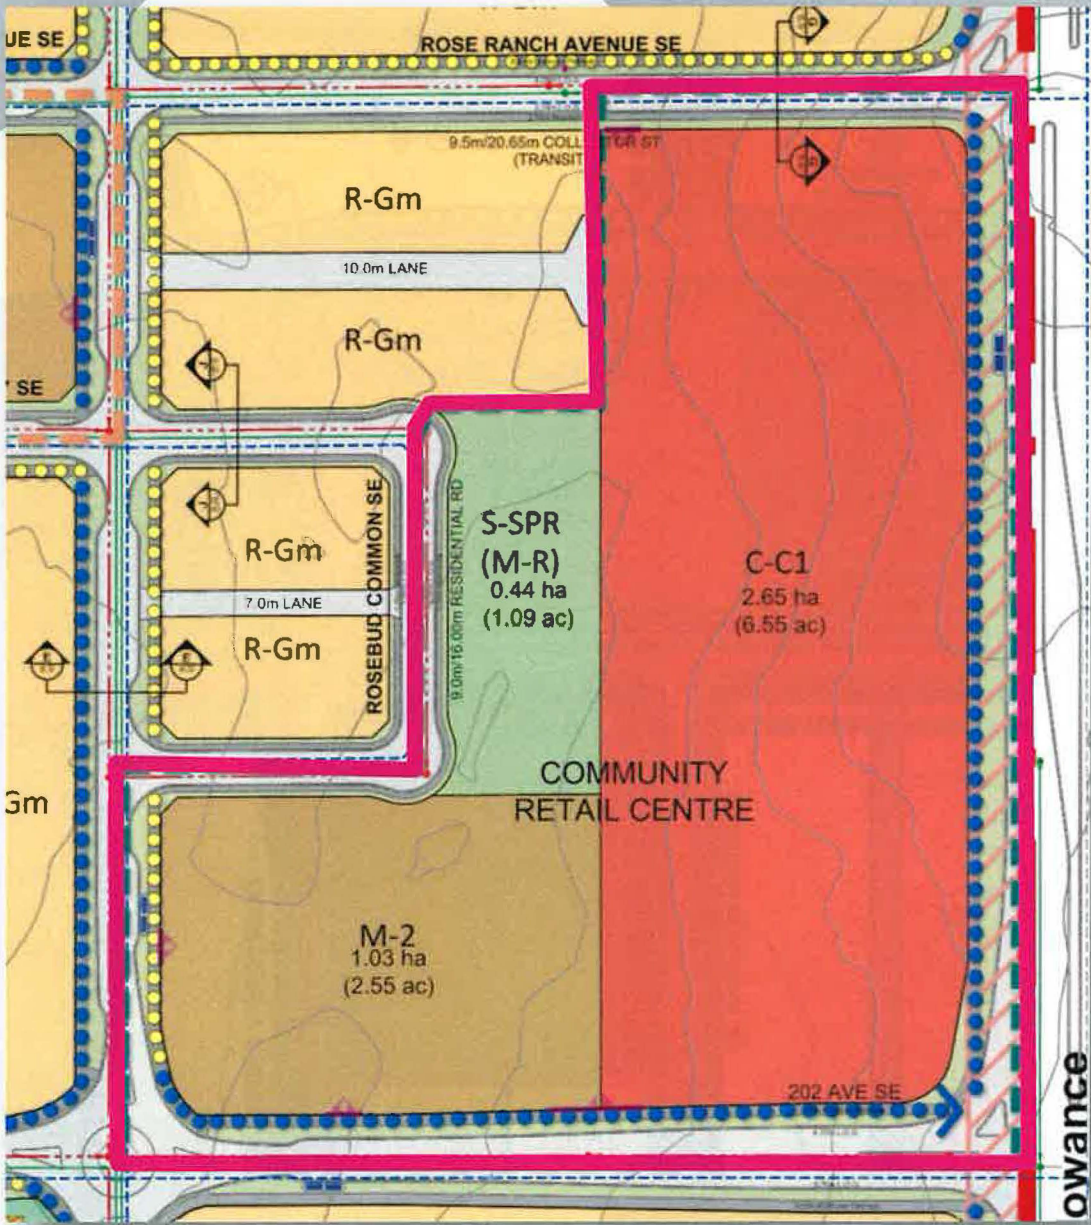 UE SE
ROSE RANCH AVENUE SE
9.5m/20.65m COLLECTOR ST
(TRANSIT
R-Gm
10.0m LANE
R-Gm
SE
R-Gm
7.0m LANE
R-Gm
ROSEBUD COMMON SE
9.0m/16.00m RESIDENTIAL RD
S-SPR
(M-R)
0.44 ha
(1.09 ac)
C-C1
2.65 ha
(6.55 ac)
COMMUNITY
RETAIL CENTRE
Gm
M-2
1.03 ha
(2.55 ac)
202 AVE SE
owance